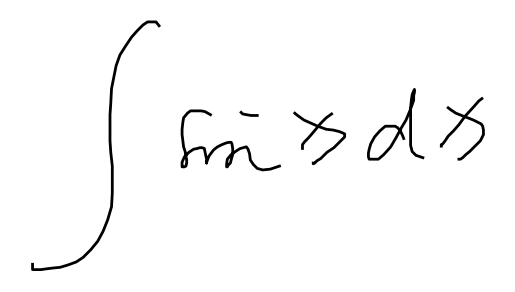 ∫ sin x dx